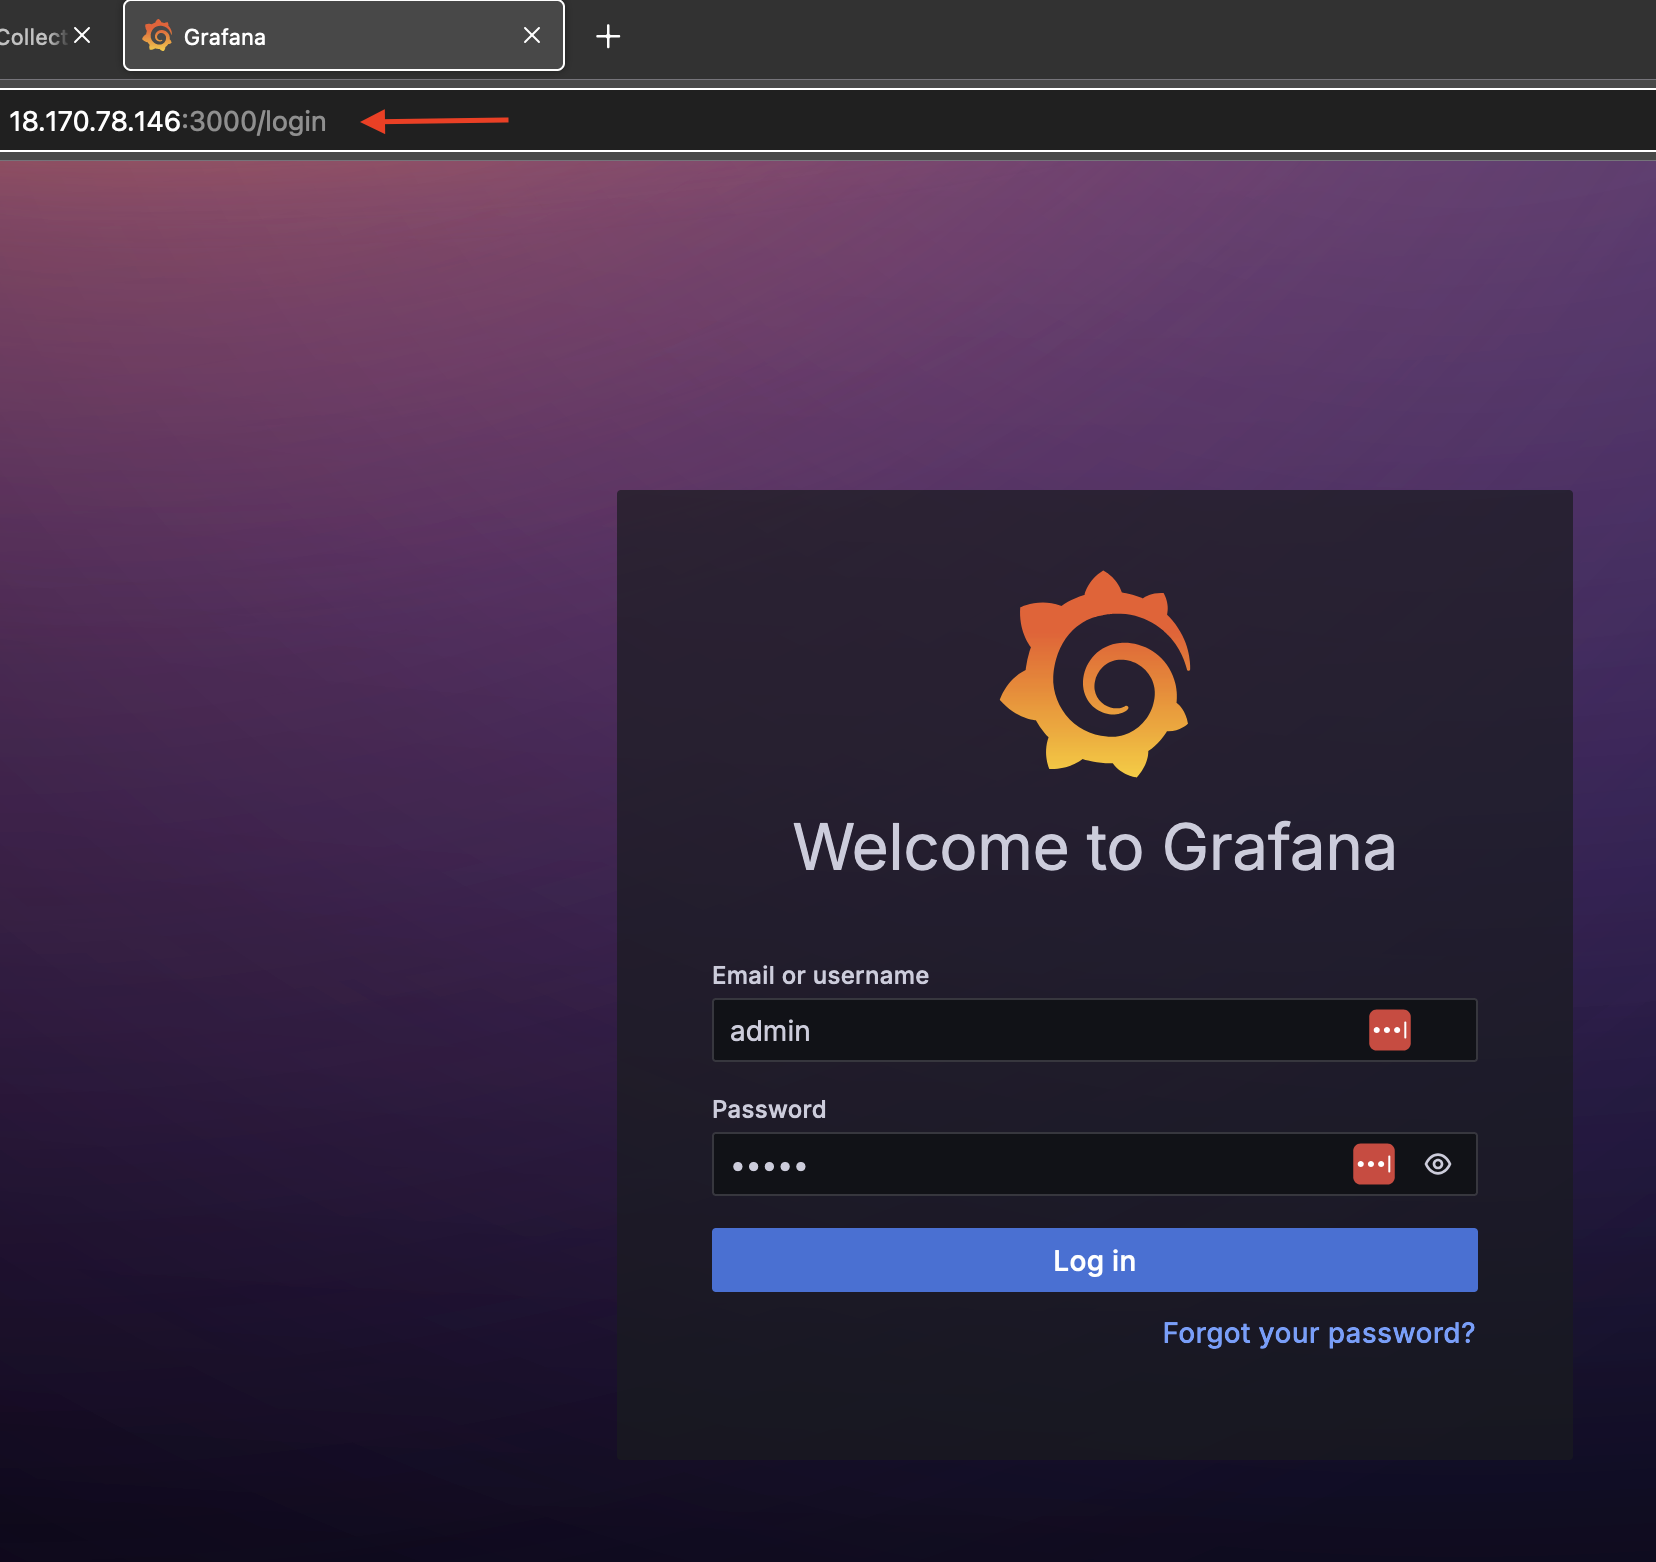 Collect
Grafana
18.170.78.146:3000/login
Welcome to Grafana
Email or username
admin
Password
•••••
Log in
Forgot your password?